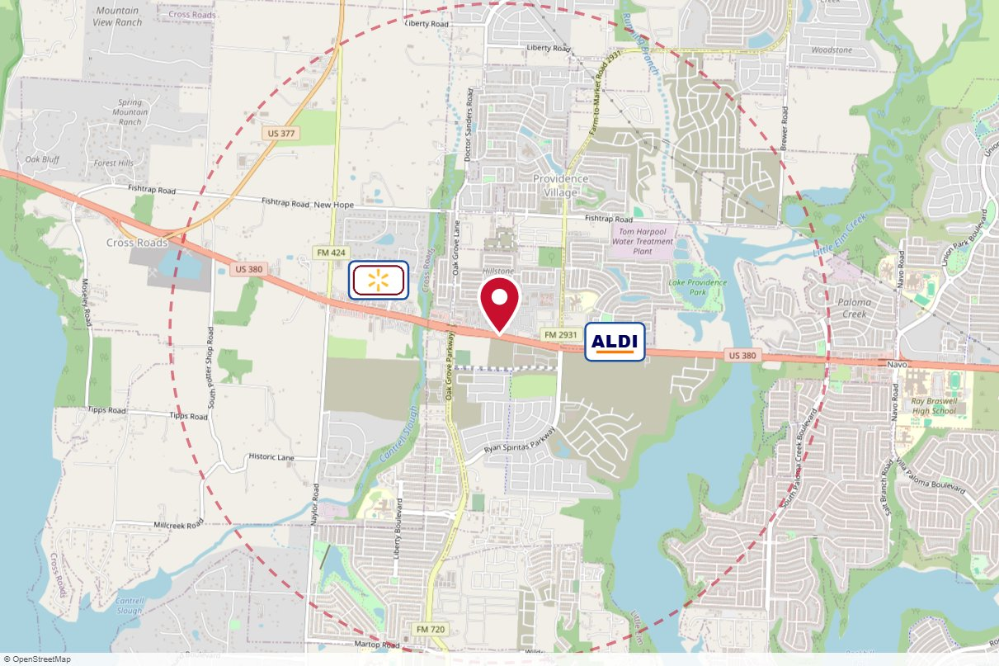 Mountain
View Ranch
Cross Roads
Liberty Road
Liberty Road
Running Branch
Farm-to-Market Road 2931
Creek
Woodstone
Spring
Mountain
Ranch
US 377
Doctor Sanders Road
Brewer Road
Oak Bluff
Forest Hills
Providence
Village
Fishtrap Road
Fishtrap Road
New Hope
Fishtrap Road
Union Park Boulevard
Little Elm Creek
Tom Harpool
Water Treatment
Plant
Cross Roads
FM 424
Oak Grove Lane
Cross Roads
US 380
Hillstone
Navo Road
Lake Providence
Park
Moseley Road
Paloma
Creek
FM 2931
ALDI
US 380
Navo
South Potter Shop Road
Oak Grove Parkway
Ray Braswell
High School
Navo Road
Tipps Road
Tipps Road
Cantrell Slough
Ryan Spiritas Parkway
South Paloma Creek Boulevard
Historic Lane
Villa Paloma Boulevard
Salt Branch Road
Naylor Road
Liberty Boulevard
Millcreek Road
Cross Roads
Cantrell
Slough
FM 720
Little Elm
Martop Road
© OpenStreetMap